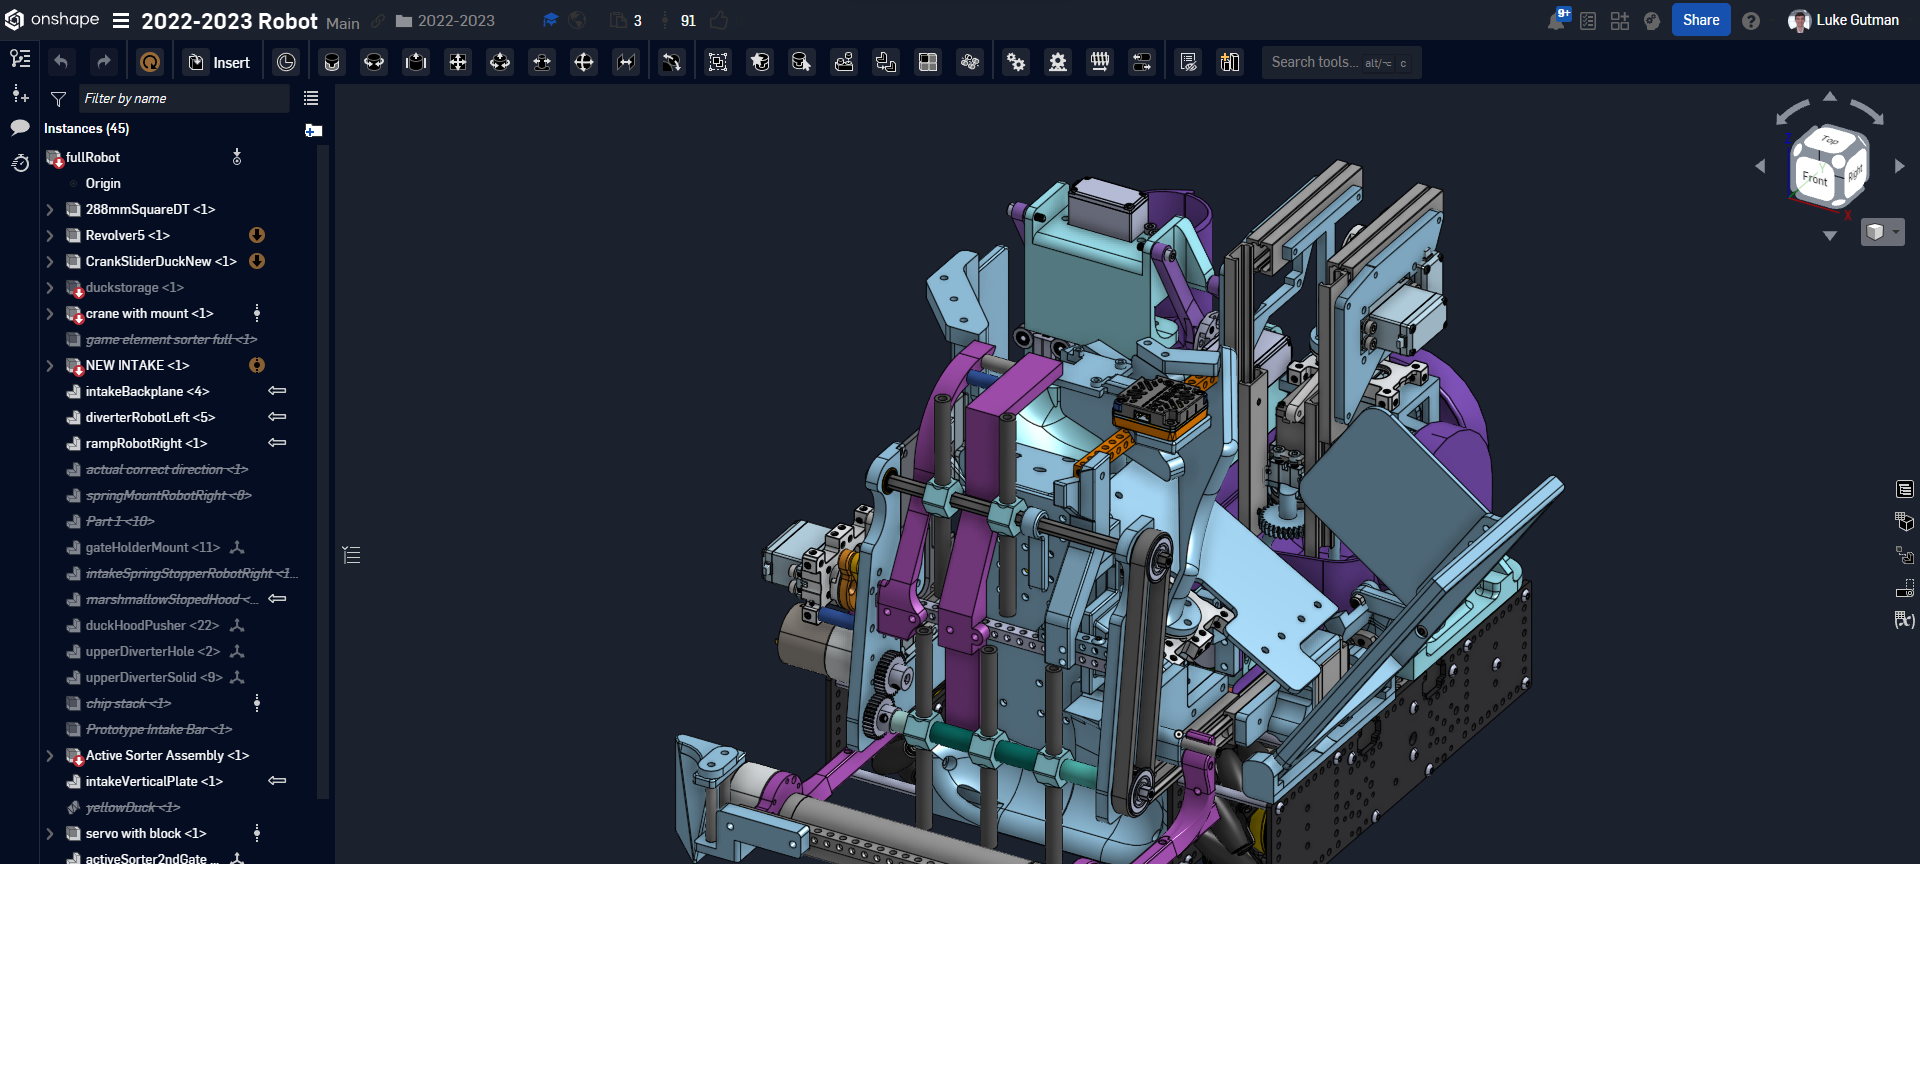 onshape 2022-2023 Robot Main 2022-2023 3 91 9+ Share Luke Gutman
Insert Search tools... alt/⌥ c
Filter by name
Instances (45)
fullRobot
Origin
288mmSquareDT <1>
Revolver5 <1>
CrankSliderDuckNew <1>
duckstorage <1>
crane with mount <1>
game element sorter full <1>
NEW INTAKE <1>
intakeBackplane <4>
diverterRobotLeft <5>
rampRobotRight <1>
actual correct direction <1>
springMountRobotRight <8>
Part 1 <10>
gateHolderMount <11>
intakeSpringStopperRobotRight <1...
marshmallowSlopedHood <...
duckHoodPusher <22>
upperDiverterHole <2>
upperDiverterSolid <9>
chip stack <1>
Prototype Intake Bar <1>
Active Sorter Assembly <1>
intakeVerticalPlate <1>
yellowDuck <1>
servo with block <1>
activeSorter2ndGate ...
Top
Front
Right
Z
Y
X